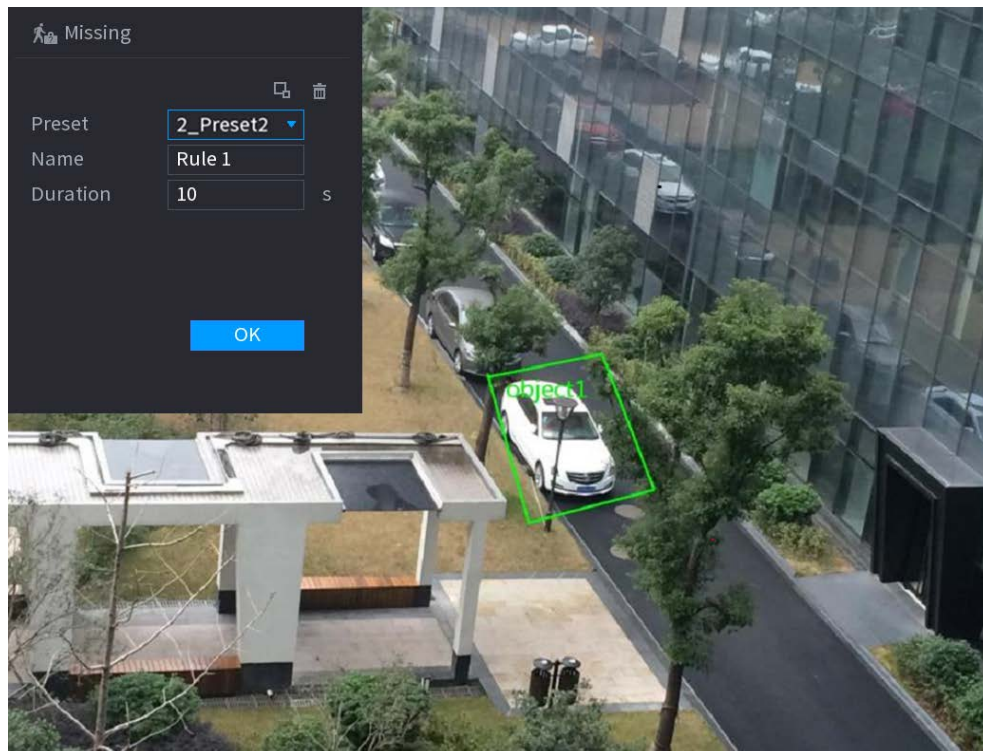 Missing
Preset 2_Preset2
Name Rule 1
Duration 10 s
OK
object1